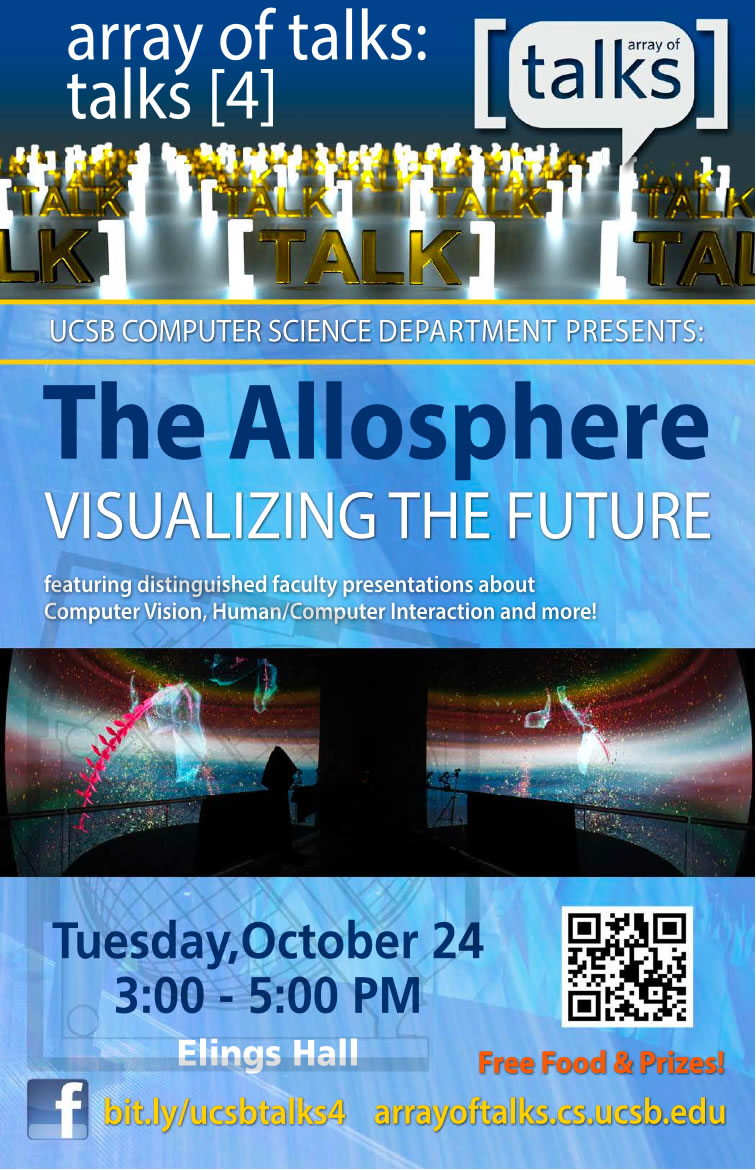 array of talks:
talks [4]
[array of
talks]
TALK] [TALK] [TALK] TALK
LK] [TALK] [TAL
UCSB COMPUTER SCIENCE DEPARTMENT PRESENTS:
The Allosphere
VISUALIZING THE FUTURE
featuring distinguished faculty presentations about
Computer Vision, Human/Computer Interaction and more!
Tuesday,October 24
3:00 - 5:00 PM
Elings Hall
Free Food & Prizes!
f bit.ly/ucsbtalks4 arrayoftalks.cs.ucsb.edu